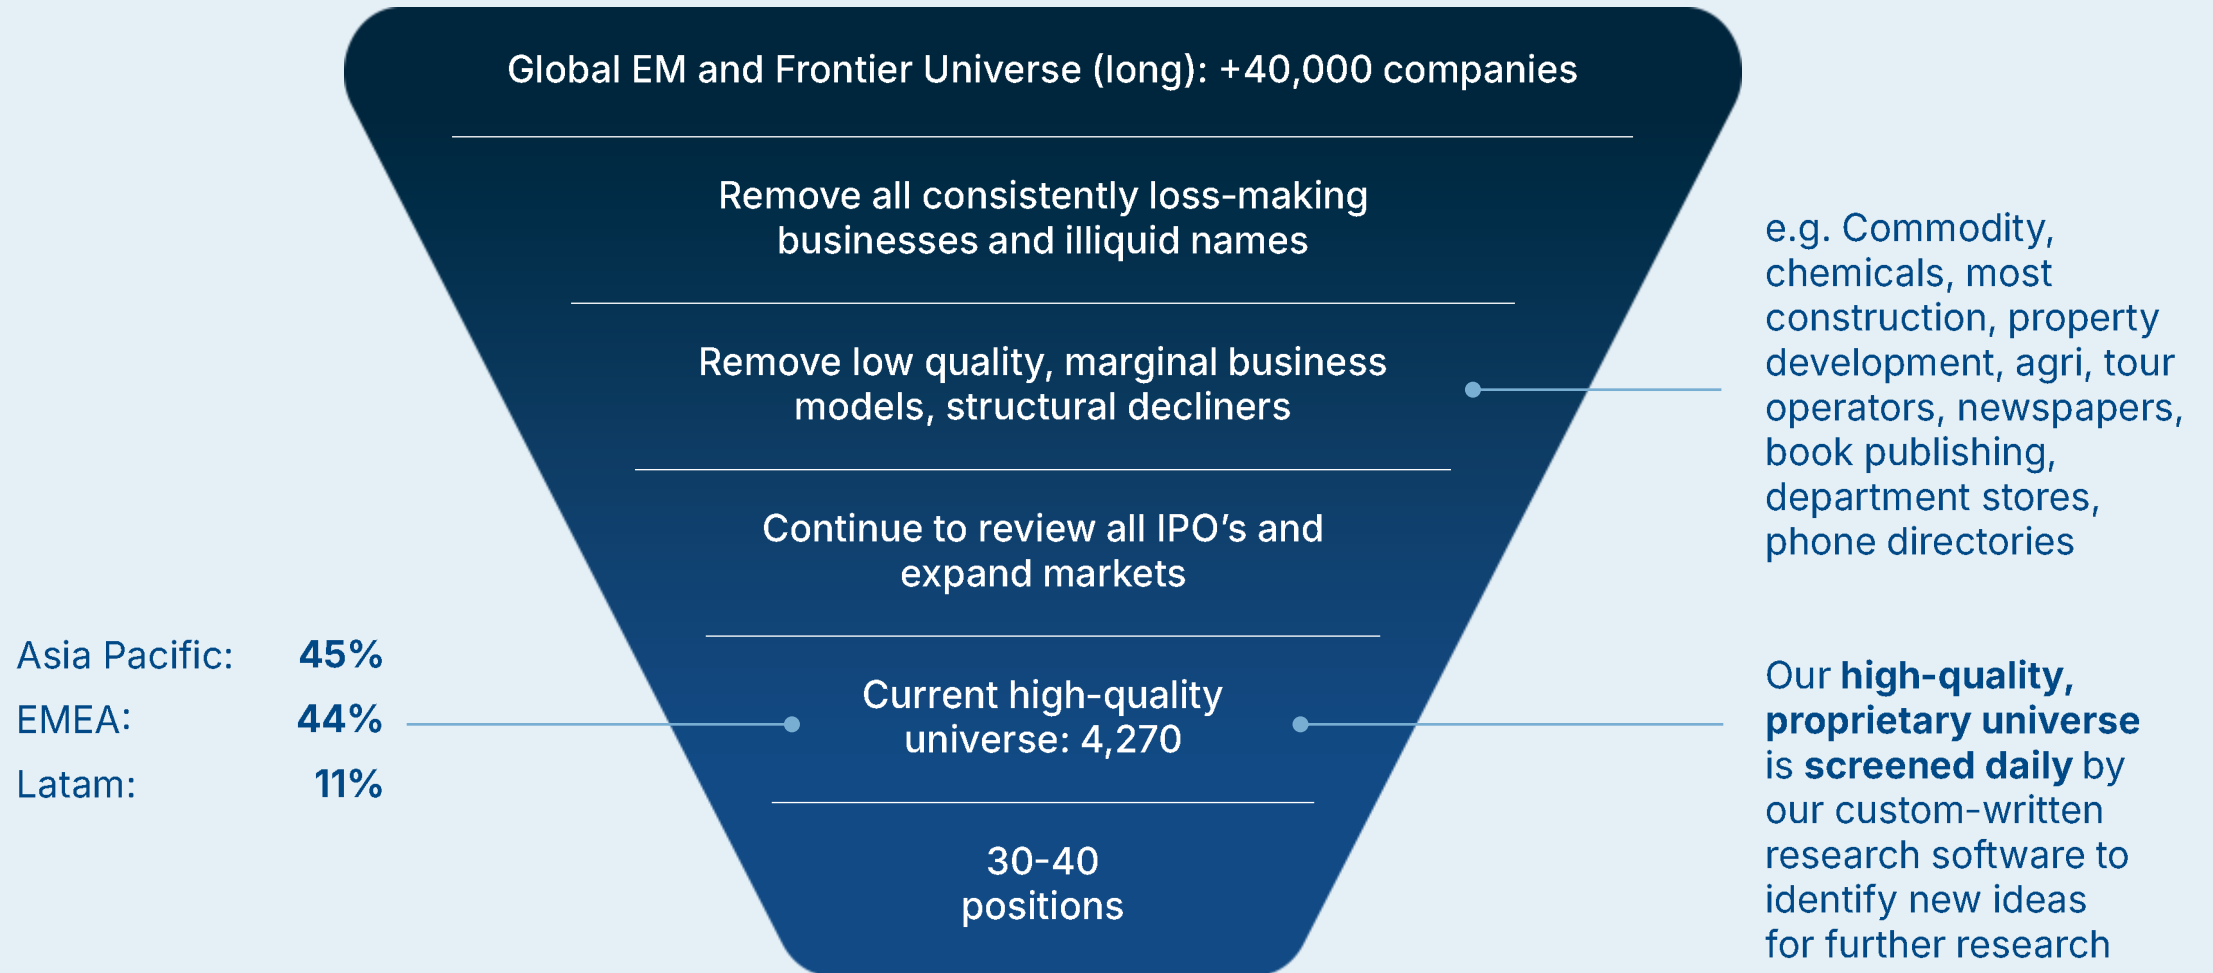 Global EM and Frontier Universe (long): +40,000 companies
Remove all consistently loss-making
businesses and illiquid names
Remove low quality, marginal business
models, structural decliners
e.g. Commodity,
chemicals, most
construction, property
development, agri, tour
operators, newspapers,
book publishing,
department stores,
phone directories
Continue to review all IPO’s and
expand markets
Asia Pacific: 45%
EMEA: 44%
Latam: 11%
Current high-quality
universe: 4,270
Our high-quality,
proprietary universe
is screened daily by
our custom-written
research software to
identify new ideas
for further research
30-40
positions